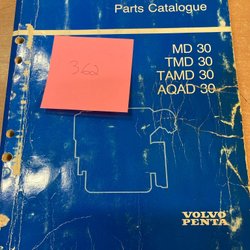 Parts Catalogue
MD 30
TMD 30
TAMD 30
AQAD 30
362
VOLVO
PENTA